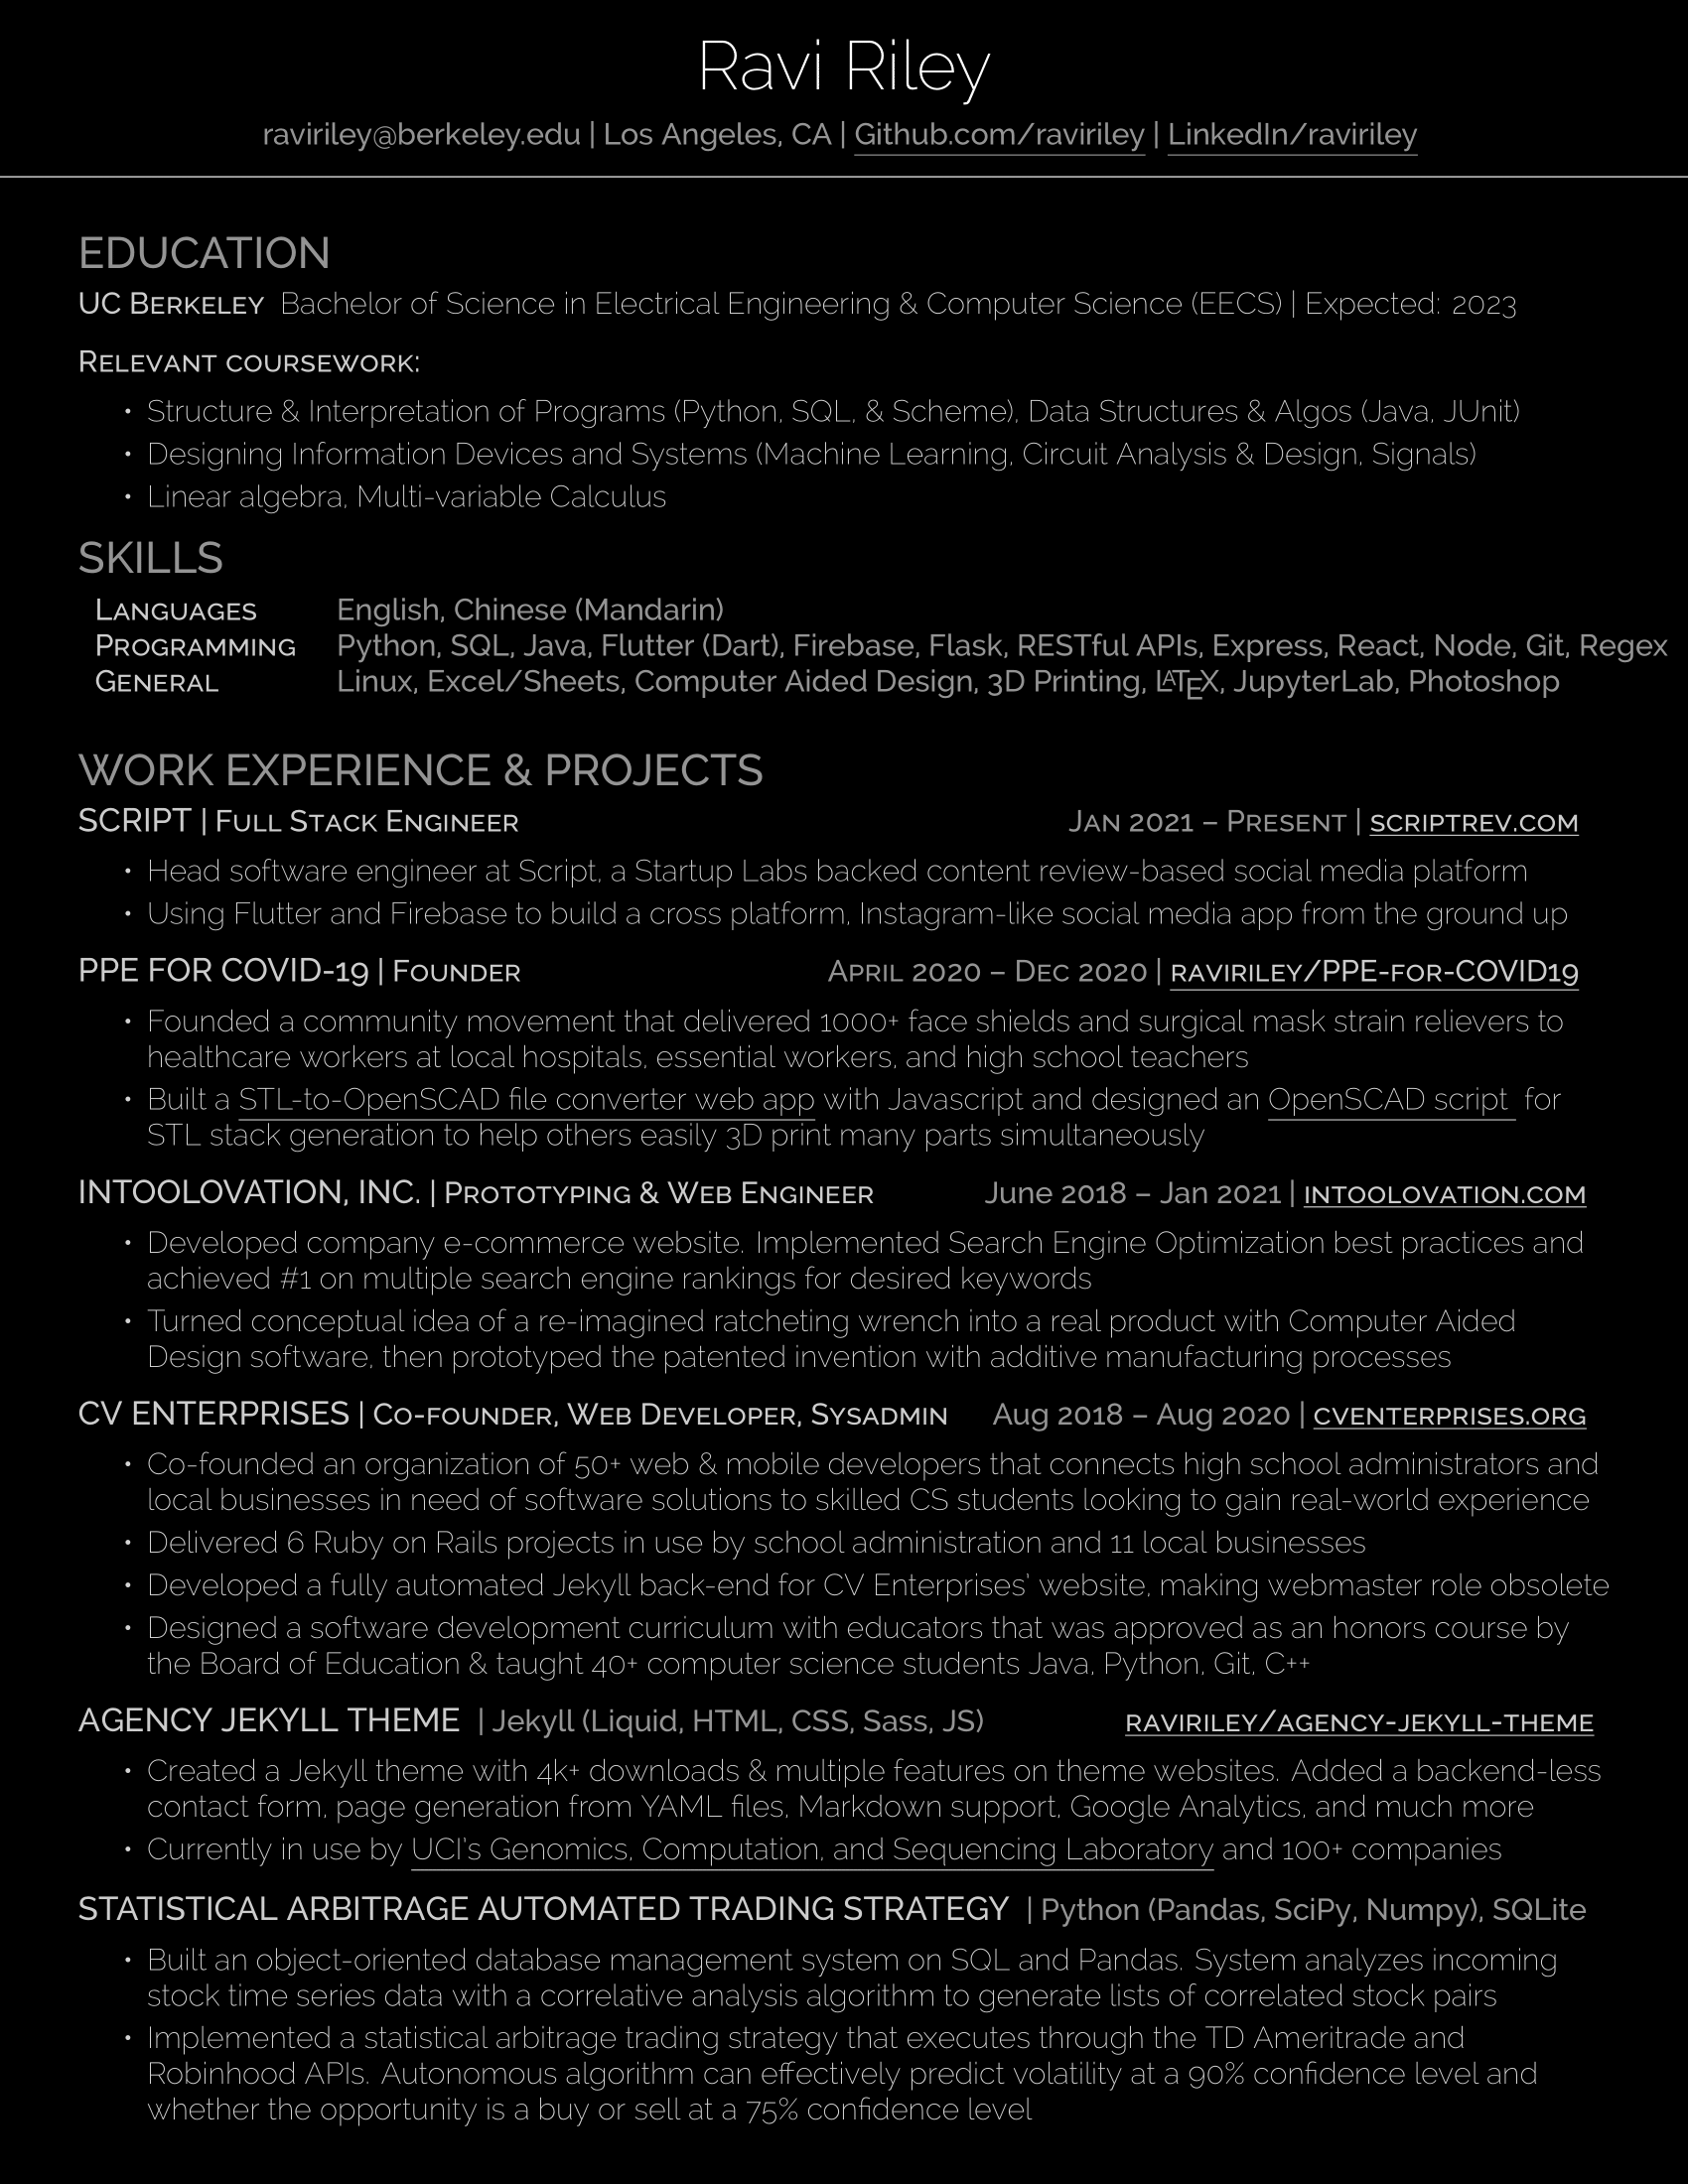 Ravi Riley
raviriley@berkeley.edu | Los Angeles, CA | Github.com/raviriley | LinkedIn/raviriley
EDUCATION
UC BERKELEY Bachelor of Science in Electrical Engineering & Computer Science (EECS) | Expected: 2023
RELEVANT COURSEWORK:
• Structure & Interpretation of Programs (Python, SQL, & Scheme), Data Structures & Algos (Java, JUnit)
• Designing Information Devices and Systems (Machine Learning, Circuit Analysis & Design, Signals)
• Linear algebra, Multi-variable Calculus
SKILLS
LANGUAGES English, Chinese (Mandarin)
PROGRAMMING Python, SQL, Java, Flutter (Dart), Firebase, Flask, RESTful APIs, Express, React, Node, Git, Regex
GENERAL Linux, Excel/Sheets, Computer Aided Design, 3D Printing, LATEX, JupyterLab, Photoshop
WORK EXPERIENCE & PROJECTS
SCRIPT | FULL STACK ENGINEER JAN 2021 – PRESENT | SCRIPTREV.COM
• Head software engineer at Script, a Startup Labs backed content review-based social media platform
• Using Flutter and Firebase to build a cross platform, Instagram-like social media app from the ground up
PPE FOR COVID-19 | FOUNDER APRIL 2020 – DEC 2020 | RAVIRILEY/PPE-FOR-COVID19
• Founded a community movement that delivered 1000+ face shields and surgical mask strain relievers to
healthcare workers at local hospitals, essential workers, and high school teachers
• Built a STL-to-OpenSCAD file converter web app with Javascript and designed an OpenSCAD script for
STL stack generation to help others easily 3D print many parts simultaneously
INTOOLOVATION, INC. | PROTOTYPING & WEB ENGINEER June 2018 – Jan 2021 | INTOOLOVATION.COM
• Developed company e-commerce website. Implemented Search Engine Optimization best practices and
achieved #1 on multiple search engine rankings for desired keywords
• Turned conceptual idea of a re-imagined ratcheting wrench into a real product with Computer Aided
Design software, then prototyped the patented invention with additive manufacturing processes
CV ENTERPRISES | CO-FOUNDER, WEB DEVELOPER, SYSADMIN Aug 2018 – Aug 2020 | CVENTERPRISES.ORG
• Co-founded an organization of 50+ web & mobile developers that connects high school administrators and
local businesses in need of software solutions to skilled CS students looking to gain real-world experience
• Delivered 6 Ruby on Rails projects in use by school administration and 11 local businesses
• Developed a fully automated Jekyll back-end for CV Enterprises' website, making webmaster role obsolete
• Designed a software development curriculum with educators that was approved as an honors course by
the Board of Education & taught 40+ computer science students Java, Python, Git, C++
AGENCY JEKYLL THEME | Jekyll (Liquid, HTML, CSS, Sass, JS) RAVIRILEY/AGENCY-JEKYLL-THEME
• Created a Jekyll theme with 4k+ downloads & multiple features on theme websites. Added a backend-less
contact form, page generation from YAML files, Markdown support, Google Analytics, and much more
• Currently in use by UCI's Genomics, Computation, and Sequencing Laboratory and 100+ companies
STATISTICAL ARBITRAGE AUTOMATED TRADING STRATEGY | Python (Pandas, SciPy, Numpy), SQLite
• Built an object-oriented database management system on SQL and Pandas. System analyzes incoming
stock time series data with a correlative analysis algorithm to generate lists of correlated stock pairs
• Implemented a statistical arbitrage trading strategy that executes through the TD Ameritrade and
Robinhood APIs. Autonomous algorithm can effectively predict volatility at a 90% confidence level and
whether the opportunity is a buy or sell at a 75% confidence level